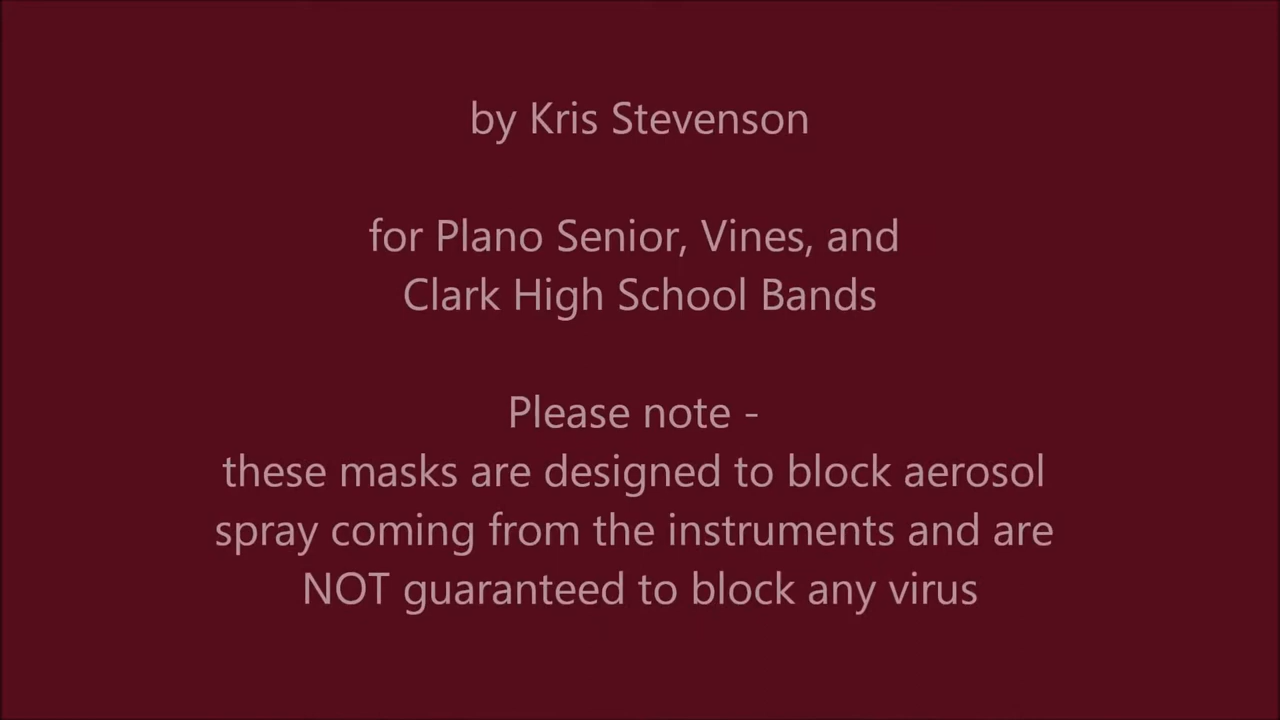 by Kris Stevenson
for Plano Senior, Vines, and
Clark High School Bands
Please note -
these masks are designed to block aerosol
spray coming from the instruments and are
NOT guaranteed to block any virus